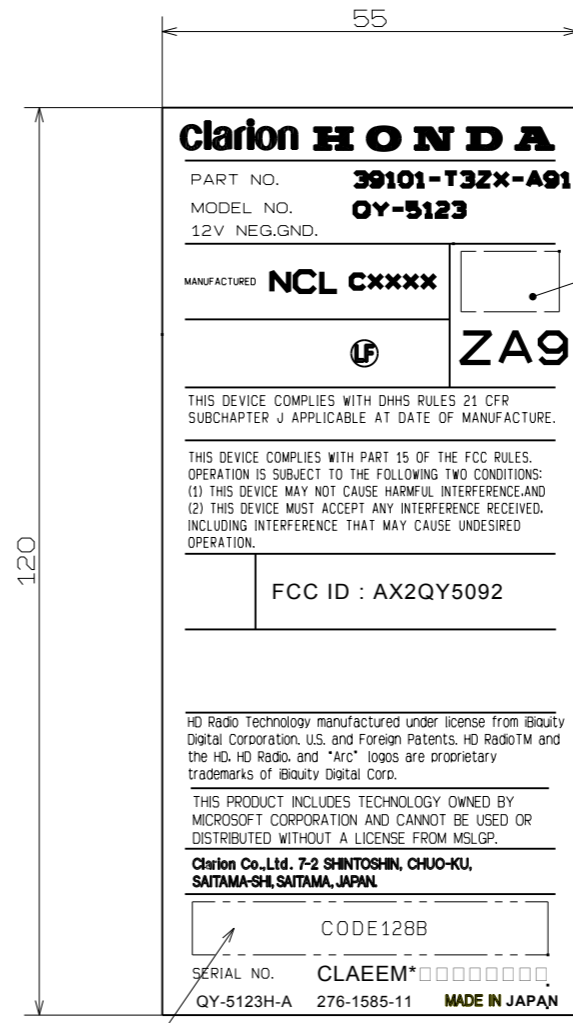 55
120
clarion HONDA
PART NO. 39101-T3ZX-A91
MODEL NO. QY-5123
12V NEG.GND.
MANUFACTURED NCL CXXXX
LF
ZA9
THIS DEVICE COMPLIES WITH DHHS RULES 21 CFR
SUBCHAPTER J APPLICABLE AT DATE OF MANUFACTURE.
THIS DEVICE COMPLIES WITH PART 15 OF THE FCC RULES.
OPERATION IS SUBJECT TO THE FOLLOWING TWO CONDITIONS:
(1) THIS DEVICE MAY NOT CAUSE HARMFUL INTERFERENCE,AND
(2) THIS DEVICE MUST ACCEPT ANY INTERFERENCE RECEIVED,
INCLUDING INTERFERENCE THAT MAY CAUSE UNDESIRED
OPERATION.
FCC ID : AX2QY5092
HD Radio Technology manufactured under license from iBiquity
Digital Corporation. U.S. and Foreign Patents. HD RadioTM and
the HD, HD Radio, and "Arc" logos are proprietary
trademarks of iBiquity Digital Corp.
THIS PRODUCT INCLUDES TECHNOLOGY OWNED BY
MICROSOFT CORPORATION AND CANNOT BE USED OR
DISTRIBUTED WITHOUT A LICENSE FROM MSLGP.
Clarion Co.,Ltd. 7-2 SHINTOSHIN, CHUO-KU,
SAITAMA-SHI, SAITAMA, JAPAN.
CODE128B
SERIAL NO. CLAEEM*□□□□□□□□
QY-5123H-A 276-1585-11 MADE IN JAPAN